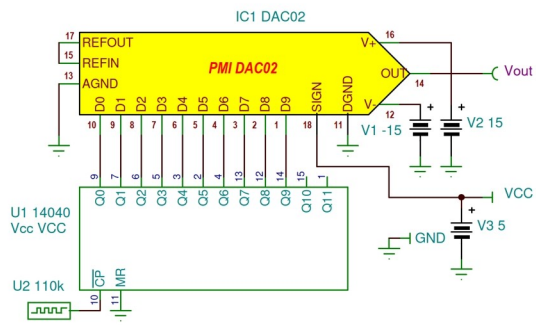 IC1 DAC02
17 REFOUT V+ 16
15 REFIN
PMI DAC02
OUT 14 Vout
13 AGND
D0 D1 D2 D3 D4 D5 D6 D7 D8 D9 SIGN DGND V- 12
10 9 8 7 6 5 4 3 2 1 18 11
+ +
V1 -15 V2 15
9 7 6 5 3 2 4 13 12 14 15 1
Q0 Q1 Q2 Q3 Q4 Q5 Q6 Q7 Q8 Q9 Q10 Q11
VCC
U1 14040
Vcc VCC
+
V3 5
GND
CP MR
U2 110k
10 11